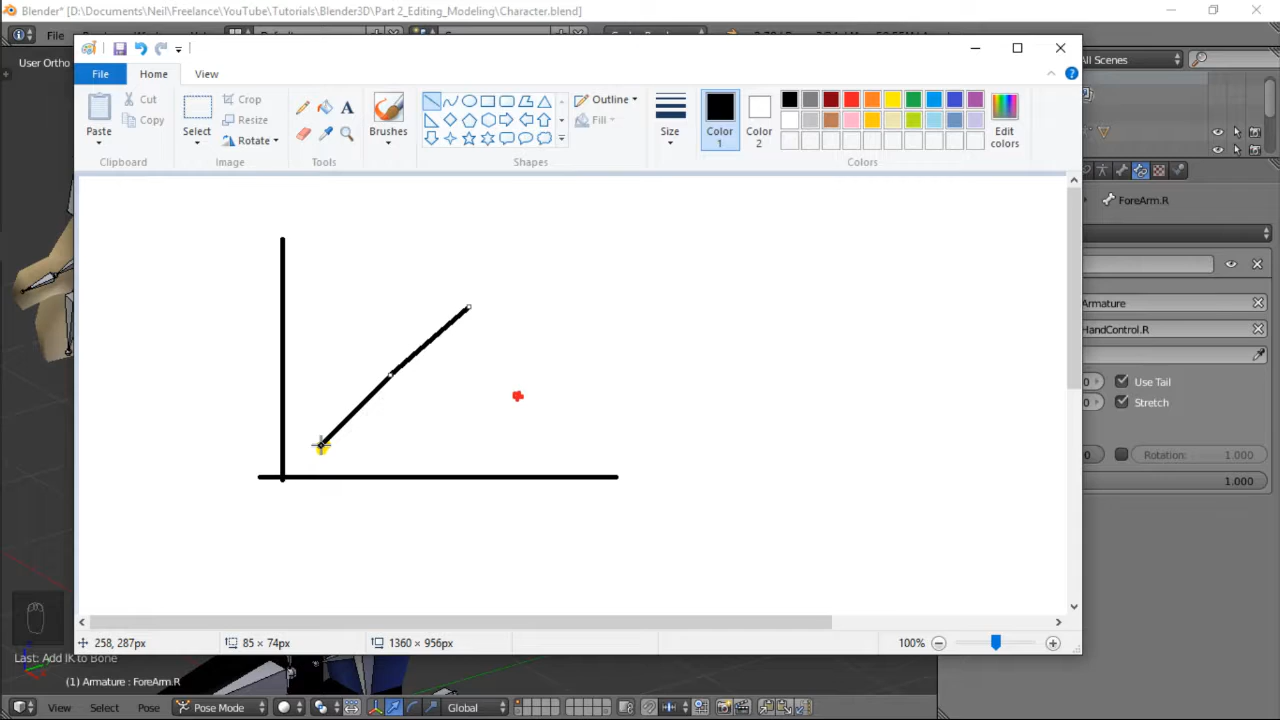 Blender* [D:\Documents\Neil\Freelance\YouTube\Tutorials\Blender3D\Part 2_Editing_Modeling\Character.blend]
File
User Ortho
All Scenes
File Home View
Cut
Copy
Paste
Clipboard
Select
Crop
Resize
Rotate
Image
Tools
Brushes
Outline
Fill
Shapes
Size
Color 1
Color 2
Edit colors
Colors
ForeArm.R
Armature
HandControl.R
Use Tail
Stretch
Rotation: 1.000
1.000
258, 287px
85 × 74px
1360 × 956px
100%
Last: Add IK to Bone
(1) Armature : ForeArm.R
View Select Pose Pose Mode Global